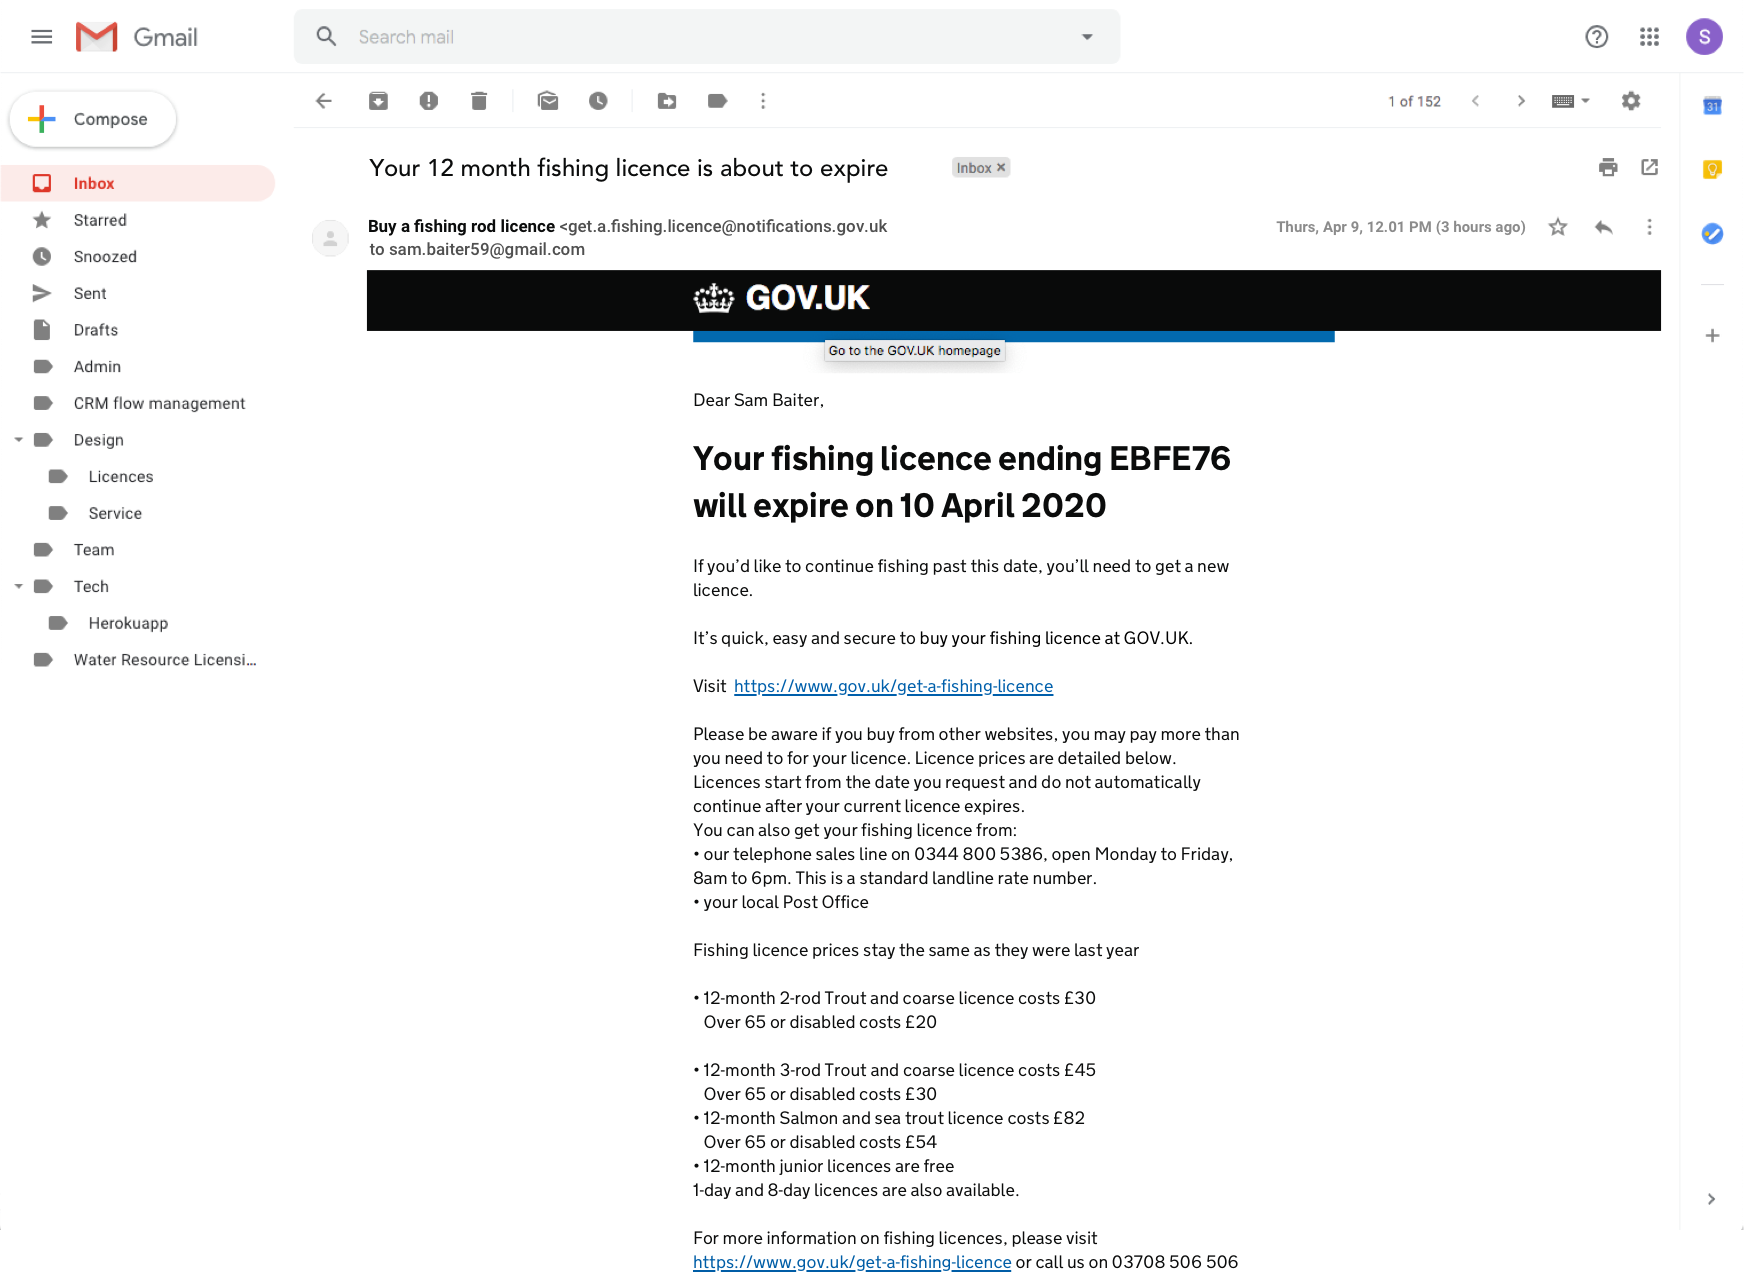 Gmail
Search mail
S
Compose
1 of 152
31
Inbox
Starred
Snoozed
Sent
Drafts
Admin
CRM flow management
Design
Licences
Service
Team
Tech
Herokuapp
Water Resource Licensi...
Your 12 month fishing licence is about to expire
Inbox ×
Buy a fishing rod licence <get.a.fishing.licence@notifications.gov.uk
Thurs, Apr 9, 12.01 PM (3 hours ago)
to sam.baiter59@gmail.com
GOV.UK
Go to the GOV.UK homepage
Dear Sam Baiter,
Your fishing licence ending EBFE76
will expire on 10 April 2020
If you’d like to continue fishing past this date, you’ll need to get a new
licence.
It’s quick, easy and secure to buy your fishing licence at GOV.UK.
Visit https://www.gov.uk/get-a-fishing-licence
Please be aware if you buy from other websites, you may pay more than
you need to for your licence. Licence prices are detailed below.
Licences start from the date you request and do not automatically
continue after your current licence expires.
You can also get your fishing licence from:
• our telephone sales line on 0344 800 5386, open Monday to Friday,
8am to 6pm. This is a standard landline rate number.
• your local Post Office
Fishing licence prices stay the same as they were last year
• 12-month 2-rod Trout and coarse licence costs £30
Over 65 or disabled costs £20
• 12-month 3-rod Trout and coarse licence costs £45
Over 65 or disabled costs £30
• 12-month Salmon and sea trout licence costs £82
Over 65 or disabled costs £54
• 12-month junior licences are free
1-day and 8-day licences are also available.
For more information on fishing licences, please visit
https://www.gov.uk/get-a-fishing-licence or call us on 03708 506 506